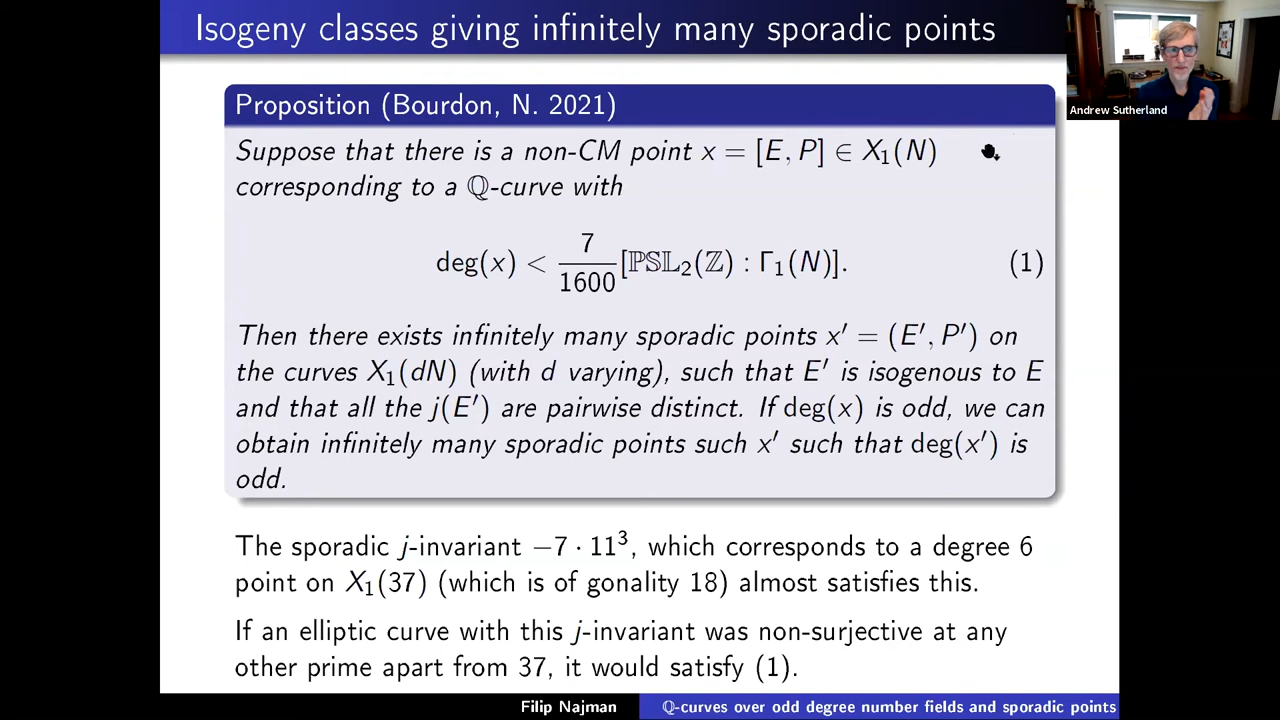 Isogeny classes giving infinitely many sporadic points
Andrew Sutherland
Proposition (Bourdon, N. 2021)
Suppose that there is a non-CM point x = [E, P] ∈ X₁(N)
corresponding to a ℚ-curve with
deg(x) < 7/1600 [ℙSL₂(ℤ) : Γ₁(N)]. (1)
Then there exists infinitely many sporadic points x′ = (E′, P′) on
the curves X₁(dN) (with d varying), such that E′ is isogenous to E
and that all the j(E′) are pairwise distinct. If deg(x) is odd, we can
obtain infinitely many sporadic points such x′ such that deg(x′) is
odd.
The sporadic j-invariant −7 · 11³, which corresponds to a degree 6
point on X₁(37) (which is of gonality 18) almost satisfies this.
If an elliptic curve with this j-invariant was non-surjective at any
other prime apart from 37, it would satisfy (1).
Filip Najman
ℚ-curves over odd degree number fields and sporadic points